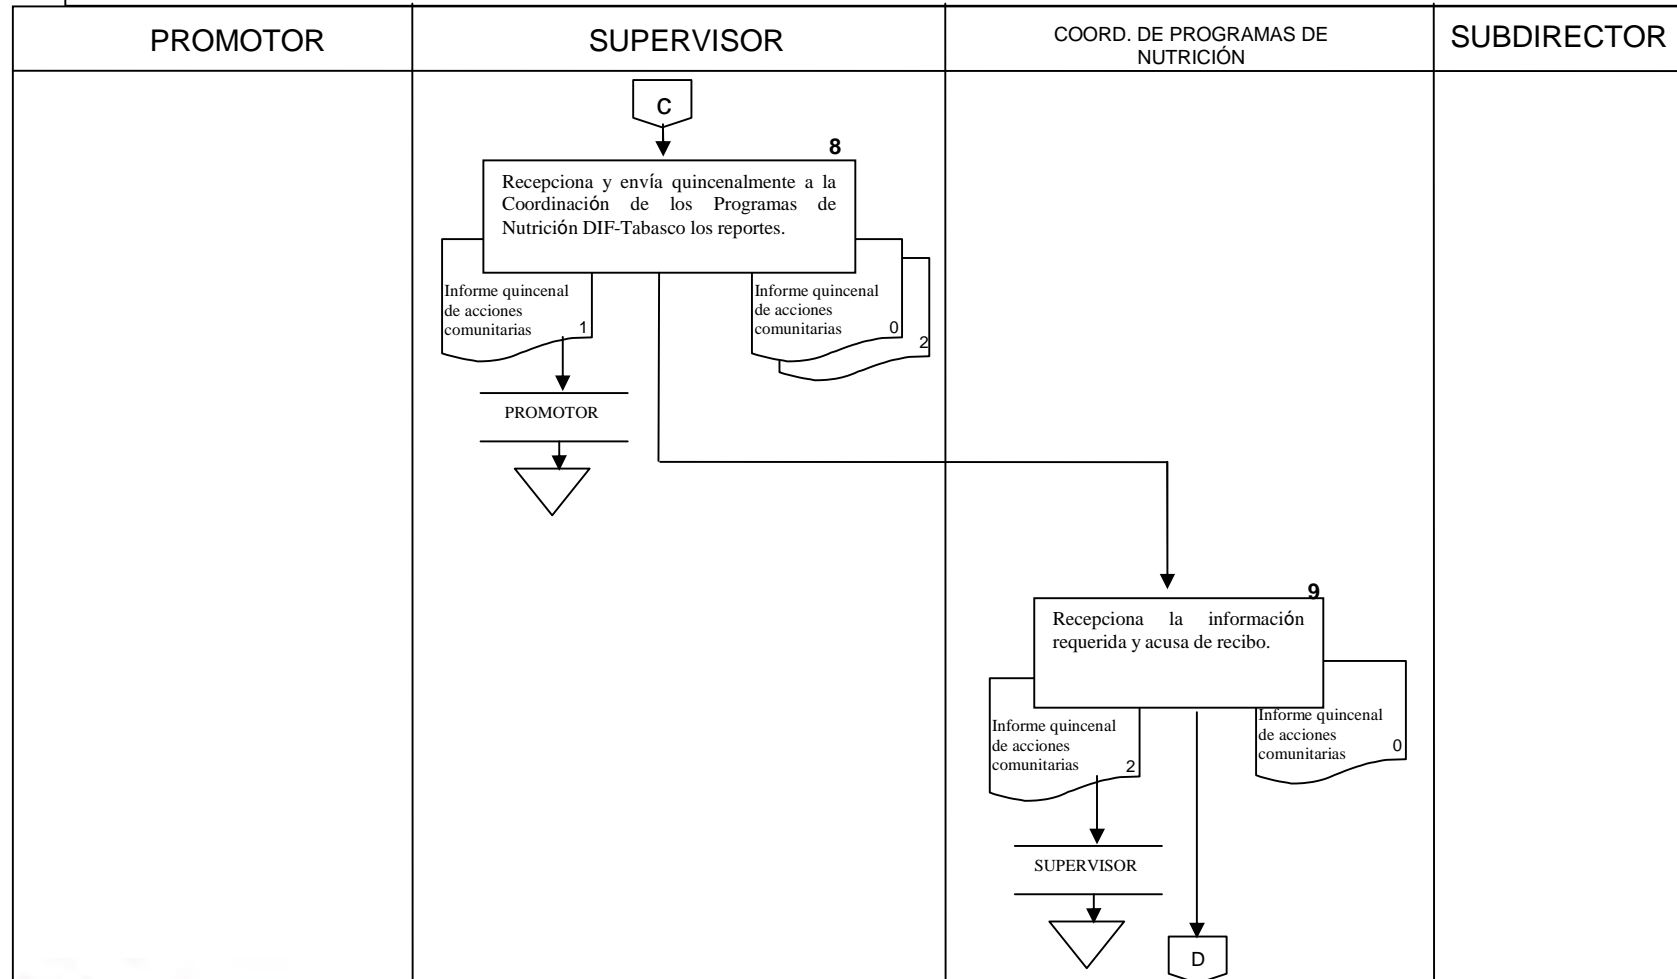 PROMOTOR
SUPERVISOR
COORD. DE PROGRAMAS DE
NUTRICIÓN
SUBDIRECTOR
C
8
Recepciona y envía quincenalmente a la
Coordinación de los Programas de
Nutrición DIF-Tabasco los reportes.
Informe quincenal
de acciones
comunitarias
1
Informe quincenal
de acciones
comunitarias
0
2
PROMOTOR
9
Recepciona la información
requerida y acusa de recibo.
Informe quincenal
de acciones
comunitarias
2
Informe quincenal
de acciones
comunitarias
0
SUPERVISOR
D